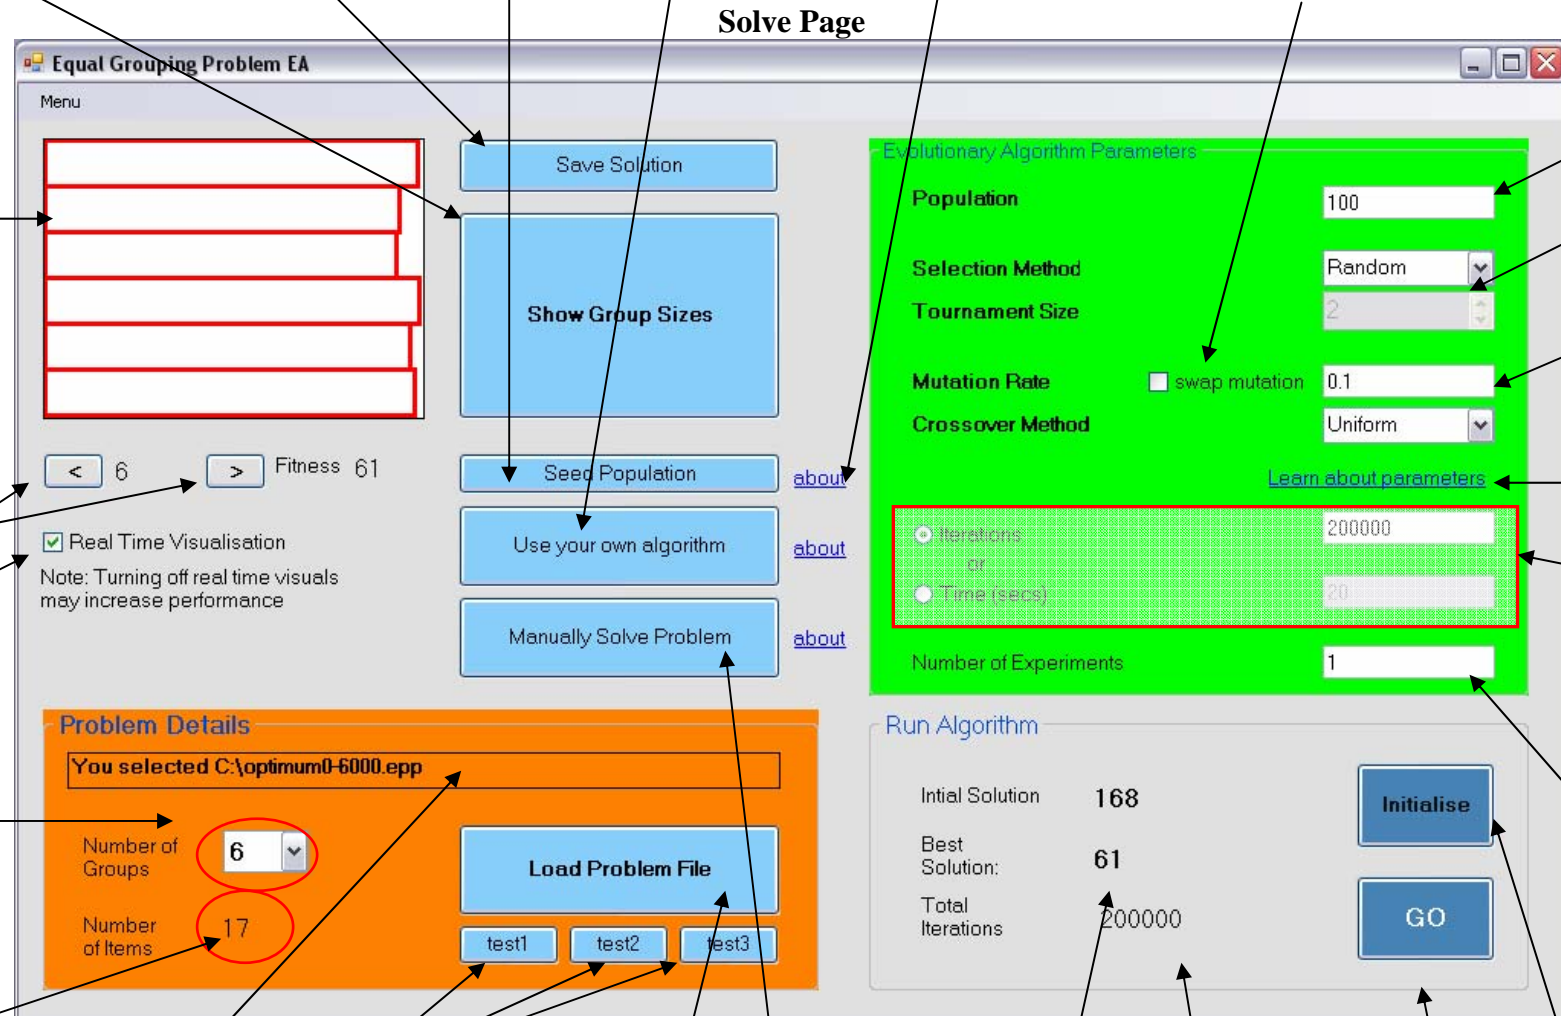 Solve Page
Equal Grouping Problem EA
Menu
Save Solution
Show Group Sizes
< 6 > Fitness 61
Seed Population about
Real Time Visualisation
Note: Turning off real time visuals
may increase performance
Use your own algorithm about
Manually Solve Problem about
Evolutionary Algorithm Parameters
Population 100
Selection Method Random
Tournament Size 2
Mutation Rate swap mutation 0.1
Crossover Method Uniform
Learn about parameters
Iterations 200000
or
Time (secs) 20
Number of Experiments 1
Problem Details
You selected C:\optimum0-6000.epp
Number of
Groups
6
Load Problem File
Number
of Items
17
test1 test2 test3
Run Algorithm
Intial Solution 168
Initialise
Best
Solution:
61
Total
Iterations
200000
GO